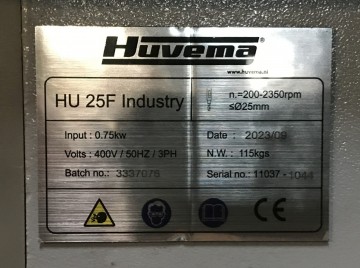 Huvema
www.huvema.nl
HU 25F Industry
n.=200-2350rpm
≤Ø25mm
Input : 0.75kw
Date : 2023/09
Volts : 400V / 50HZ / 3PH
N.W. : 115kgs
Batch no.: 3337076
Serial no.: 11037 - 1044
CE